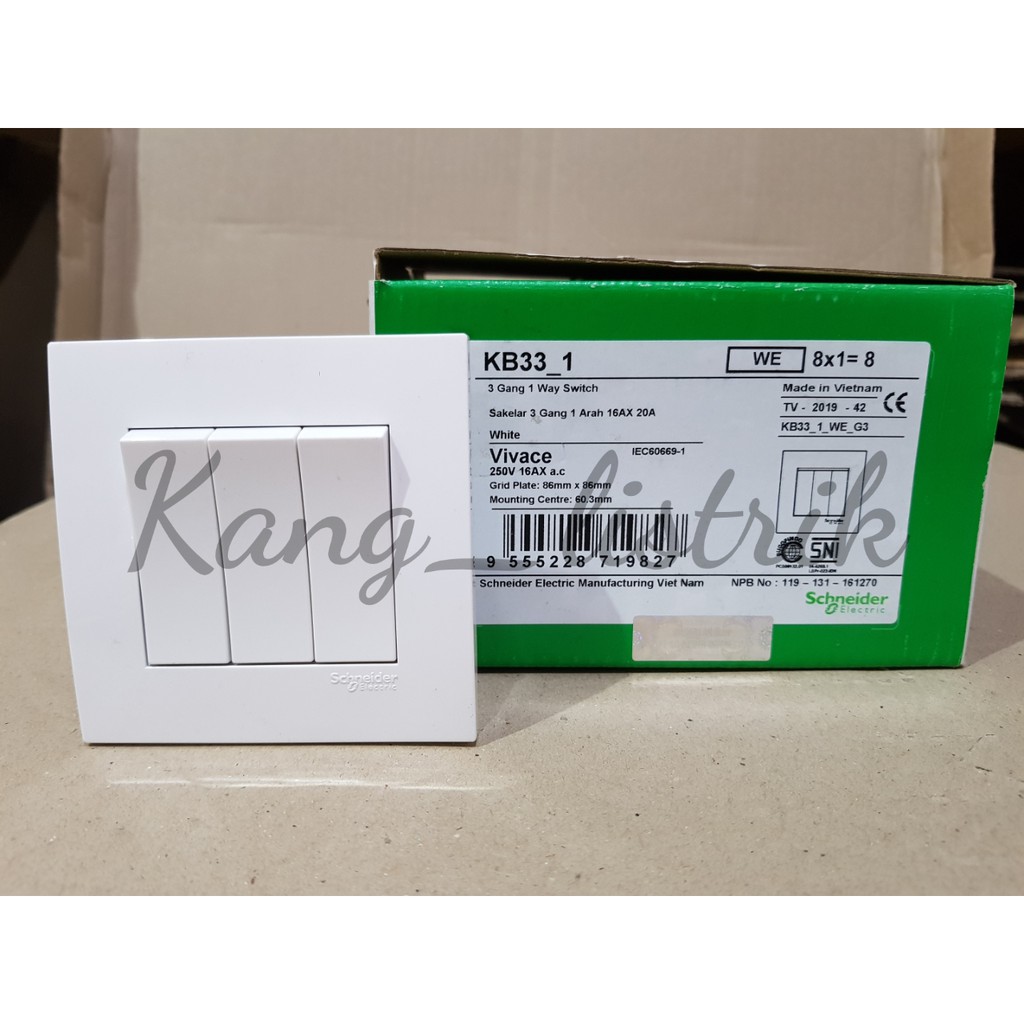 KB33_1
WE
8x1= 8
3 Gang 1 Way Switch
Made in Vietnam
Sakelar 3 Gang 1 Arah 16AX 20A
TV - 2019 - 42
CE
White
KB33_1_WE_G3
Vivace
IEC60669-1
250V 16AX a.c
Grid Plate: 86mm x 86mm
Mounting Centre: 60.3mm
Kang_listrik
SNI
9 555228 719827
Schneider Electric Manufacturing Viet Nam
NPB No : 119 - 131 - 161270
Schneider
Electric
Schneider
Electric